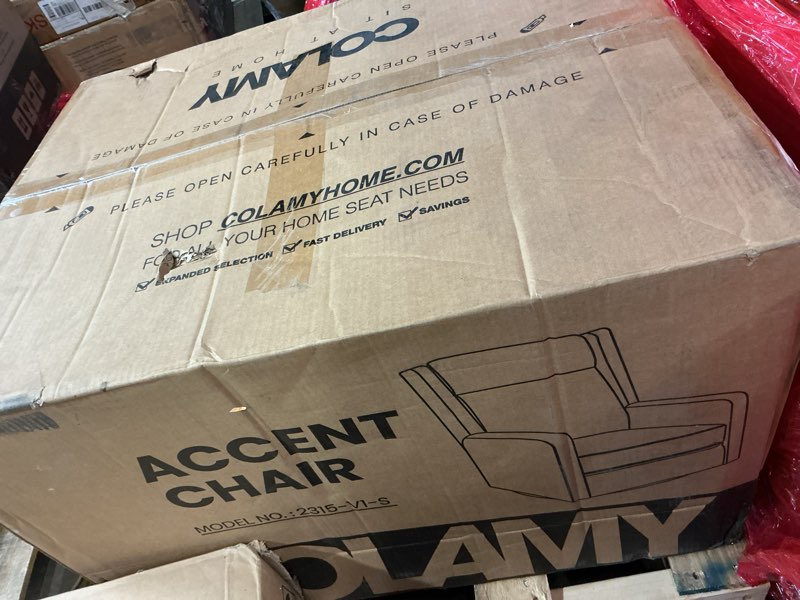 COLAMY
SIT AT HOME
PLEASE OPEN CAREFULLY IN CASE OF DAMAGE
PLEASE OPEN CAREFULLY IN CASE OF DAMAGE
SHOP COLAMYHOME.COM
FOR ALL YOUR HOME SEAT NEEDS
EXPANDED SELECTION FAST DELIVERY SAVINGS
ACCENT
CHAIR
MODEL NO.:2315-V1-S
COLAMY